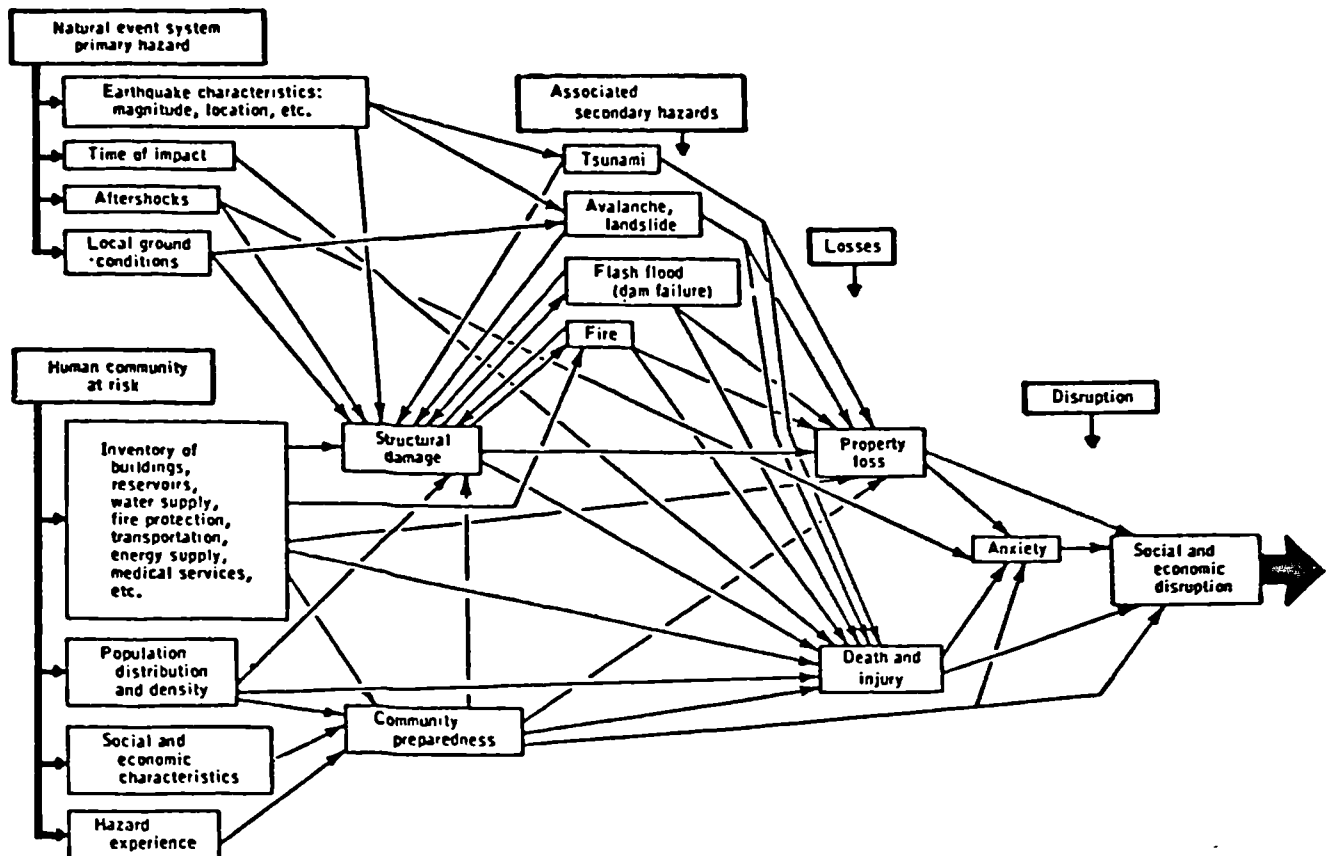 Natural event system
primary hazard
Earthquake characteristics:
magnitude, location, etc.
Time of impact
Aftershocks
Local ground
conditions
Associated
secondary hazards
Tsunami
Avalanche,
landslide
Flash flood
(dam failure)
Fire
Losses
Human community
at risk
Inventory of
buildings,
reservoirs,
water supply,
fire protection,
transportation,
energy supply,
medical services,
etc.
Structural
damage
Property
loss
Disruption
Anxiety
Social and
economic
disruption
Population
distribution
and density
Death and
injury
Community
preparedness
Social and
economic
characteristics
Hazard
experience